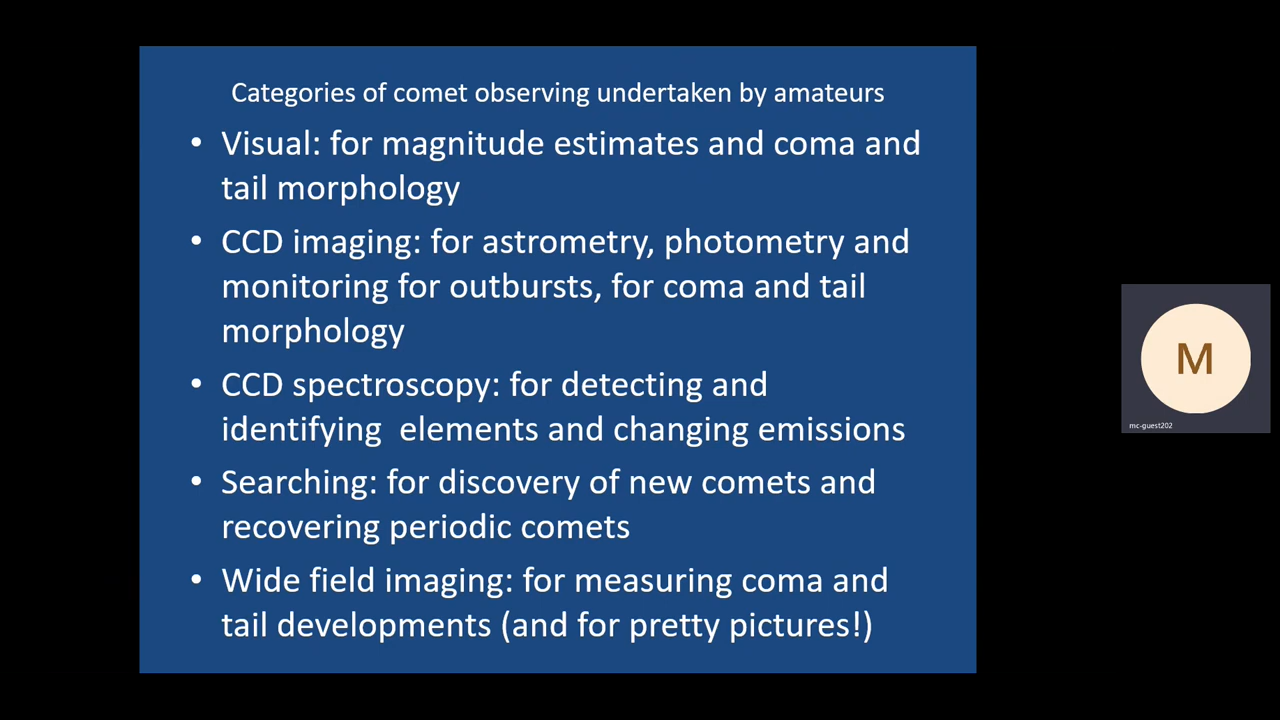 Categories of comet observing undertaken by amateurs
• Visual: for magnitude estimates and coma and
tail morphology
• CCD imaging: for astrometry, photometry and
monitoring for outbursts, for coma and tail
morphology
• CCD spectroscopy: for detecting and
identifying  elements and changing emissions
• Searching: for discovery of new comets and
recovering periodic comets
• Wide field imaging: for measuring coma and
tail developments (and for pretty pictures!)
M
mc-guest202